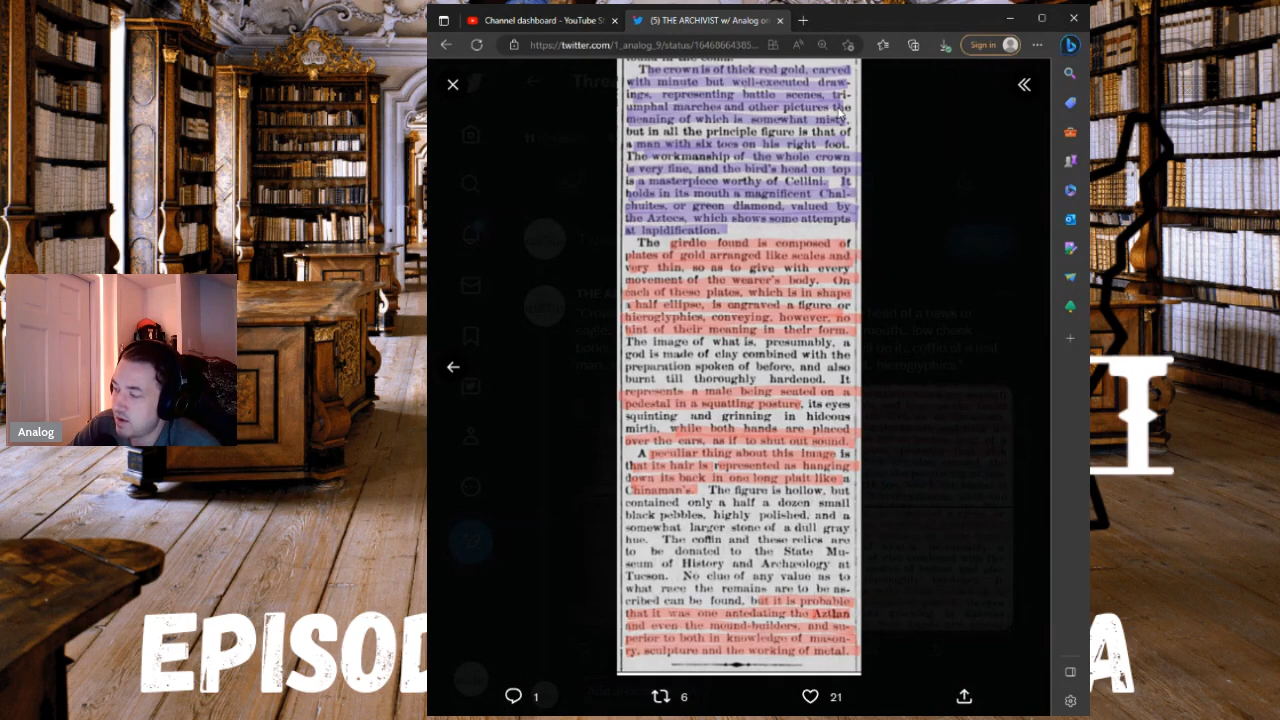 Channel dashboard - YouTube S
(5) THE ARCHIVIST w/ Analog on
https://twitter.com/1_analog_9/status/16468664385...
Sign in
The crown is of thick red gold, carved
with minute but well-executed draw-
ings, representing battle scenes, tri-
umphal marches and other pictures the
meaning of which is somewhat misty,
but in all the principle figure is that of
a man with six toes on his right foot.
The workmanship of the whole crown
is very fine, and the bird's head on top
is a masterpiece worthy of Cellini. It
holds in its mouth a magnificent Chal-
chuites, or green diamond, valued by
the Aztecs, which shows some attempts
at lapidification.
The girdle found is composed of
plates of gold arranged like scales and
very thin, so as to give with every
movement of the wearer's body. On
each of these plates, which is in shape
a half ellipse, is engraved a figure or
hieroglyphics, conveying, however, no
hint of their meaning in their form.
The image of what is, presumably, a
god is made of clay combined with the
preparation spoken of before, and also
burnt till thoroughly hardened. It
represents a male being seated on a
pedestal in a squatting posture, its eyes
squinting and grinning in hideous
mirth, while both hands are placed
over the ears, as if to shut out sound.
A peculiar thing about this image is
that its hair is represented as hanging
down its back in one long plait like a
Chinaman's. The figure is hollow, but
contained only a half a dozen small
black pebbles, highly polished, and a
somewhat larger stone of a dull gray
hue. The coffin and these relics are
to be donated to the State Mu-
seum of History and Archæology at
Tucson. No clue of any value as to
what race the remains are to be as-
cribed can be found, but it is probable
that it was one antedating the Aztlan
and even the mound-builders, and su-
perior to both in knowledge of mason-
ry, sculpture and the working of metal.
1
6
21
Analog
EPISOD
I
A